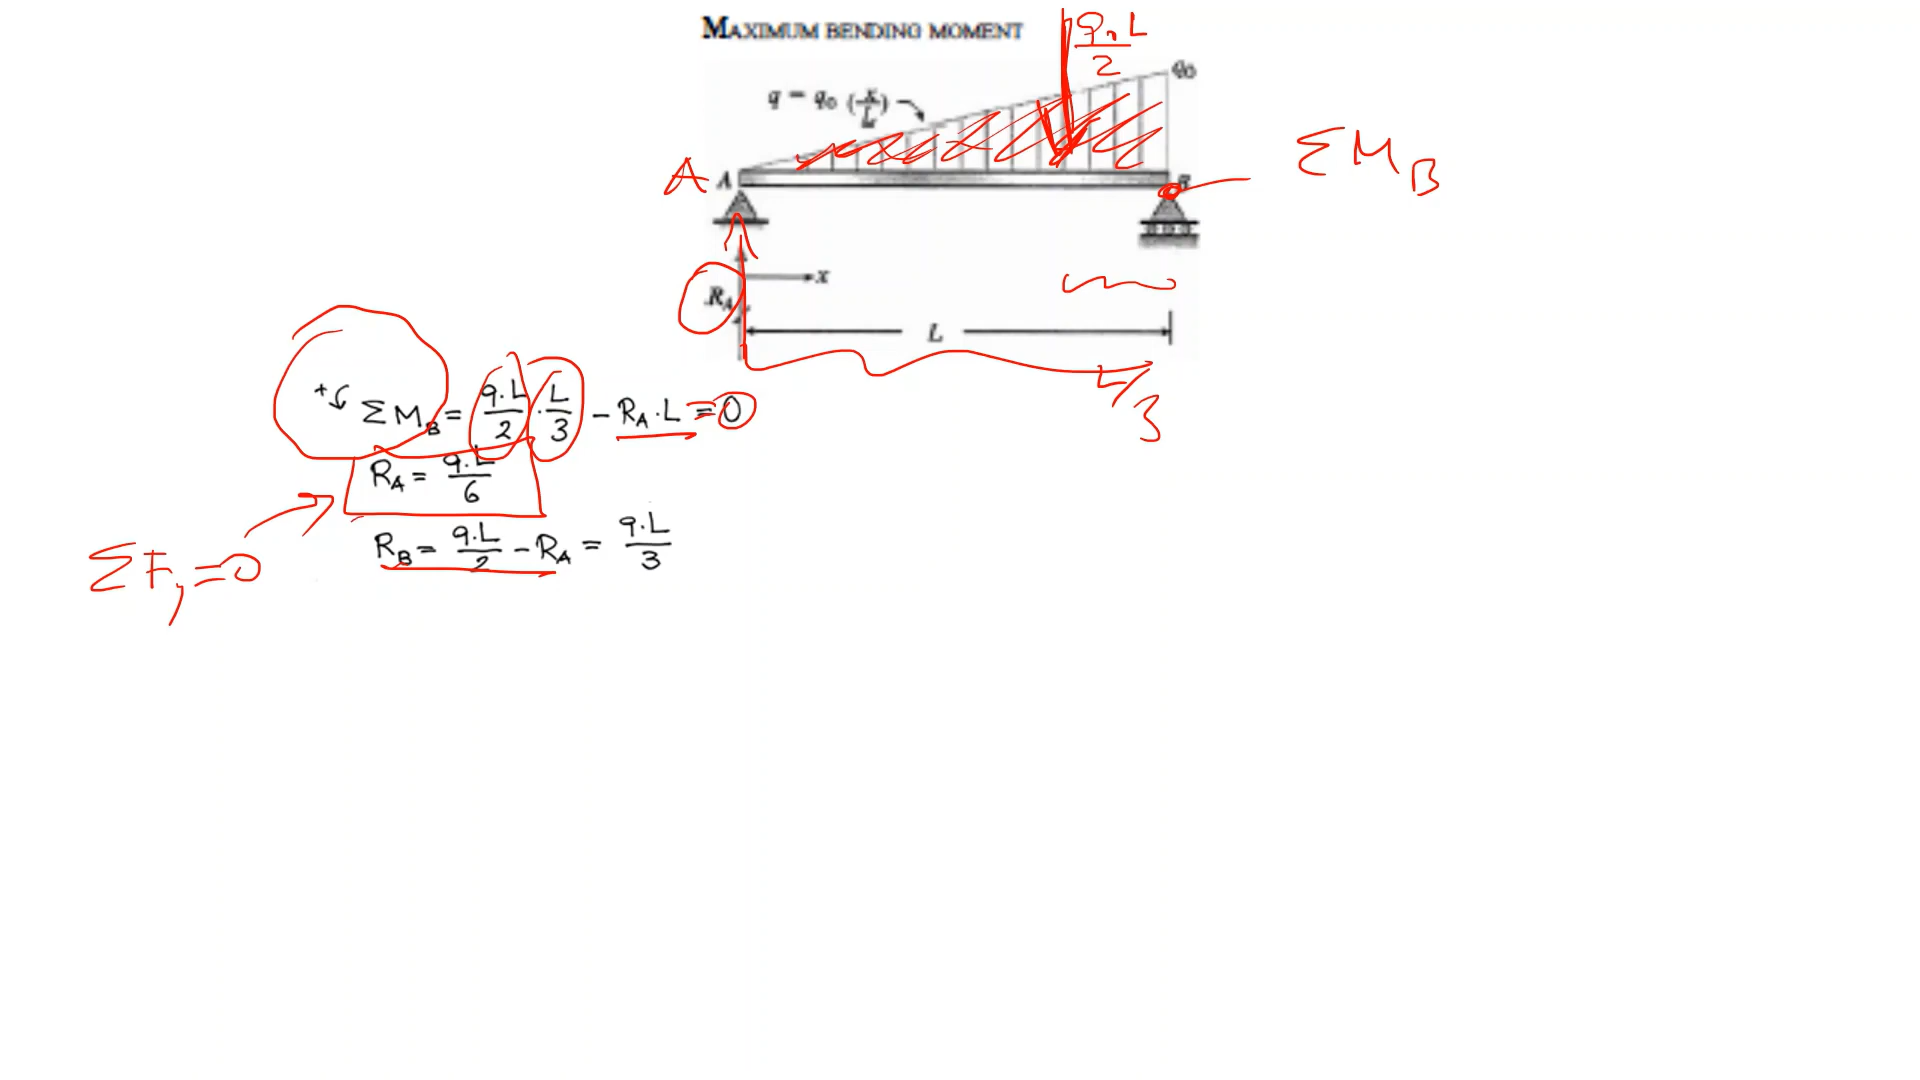 MAXIMUM BENDING MOMENT
q₀L/2
q₀
q = q₀ (x/L)
ΣM_B
A A
R_A
x
L
L/3
+ ΣM_B = q.L/2 . L/3 - R_A . L = 0
R_A = q.L/6
R_B = q.L/2 - R_A = q.L/3
ΣF_y = 0